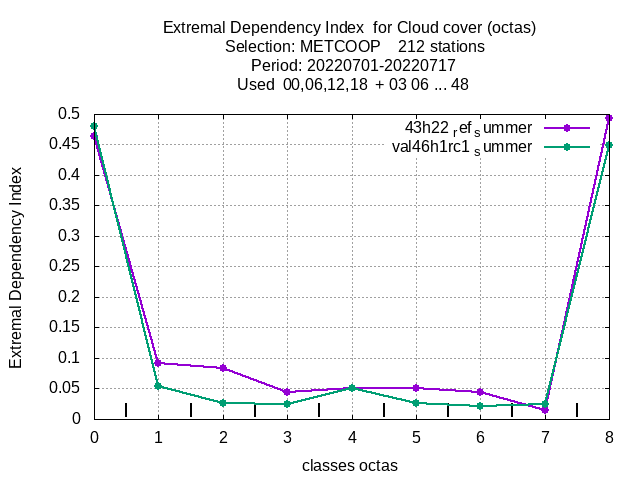 Extremal Dependency Index  for Cloud cover (octas)
Selection: METCOOP    212 stations
Period: 20220701-20220717
Used  00,06,12,18  + 03 06 ... 48
43h22 ref summer
val46h1rc1 summer
Extremal Dependency Index
0.5
0.45
0.4
0.35
0.3
0.25
0.2
0.15
0.1
0.05
0
0 1 2 3 4 5 6 7 8
classes octas